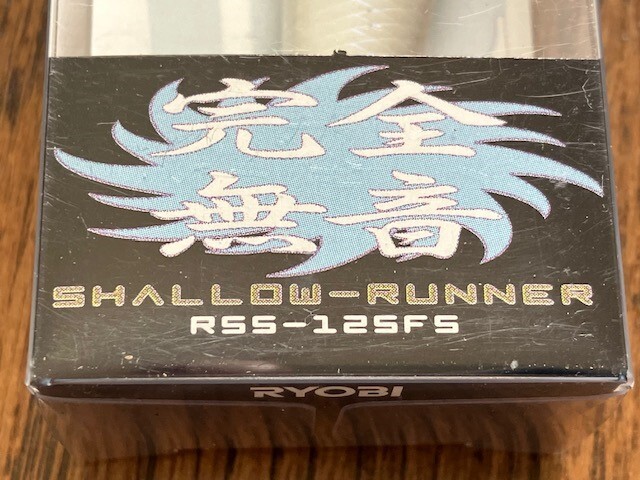 完全
無音
SHALLOW-RUNNER
RSS-125FS
RYOBI